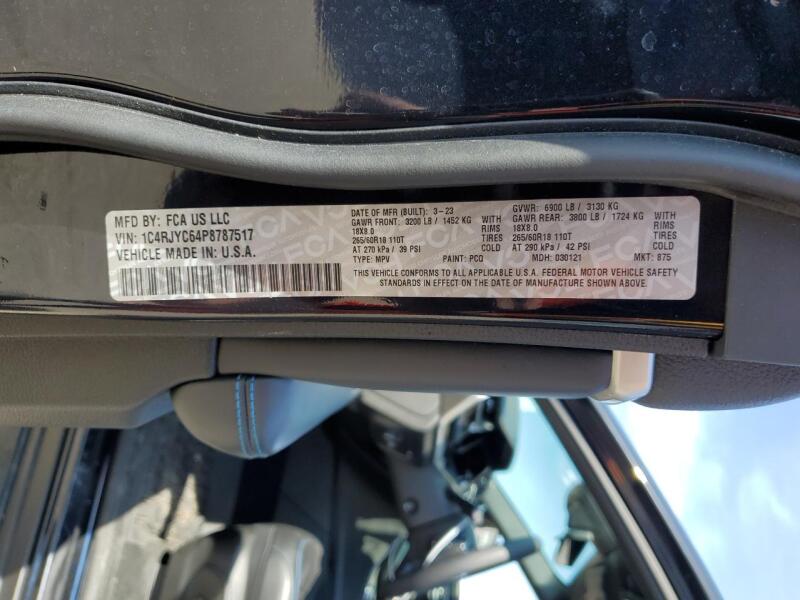 MFD BY: FCA US LLC
VIN: 1C4RJYC64P8787517
VEHICLE MADE IN: U.S.A.
DATE OF MFR (BUILT): 3-23
GAWR FRONT: 3200 LB / 1452 KG WITH
18X8.0 RIMS
265/60R18 110T TIRES
AT 270 kPa / 39 PSI COLD
GVWR: 6900 LB / 3130 KG
GAWR REAR: 3800 LB / 1724 KG WITH
18X8.0 RIMS
265/60R18 110T TIRES
AT 290 kPa / 42 PSI COLD
TYPE: MPV PAINT: PCQ MDH: 030121 MKT: 875
THIS VEHICLE CONFORMS TO ALL APPLICABLE U.S.A. FEDERAL MOTOR VEHICLE SAFETY
STANDARDS IN EFFECT ON THE DATE OF MANUFACTURE SHOWN ABOVE.